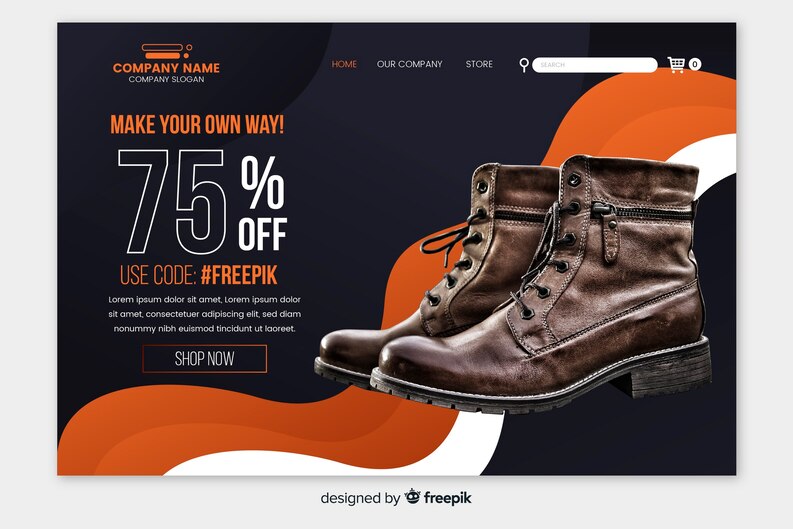 COMPANY NAME
COMPANY SLOGAN
HOME
OUR COMPANY
STORE
SEARCH
0
MAKE YOUR OWN WAY!
75%
OFF
USE CODE: #FREEPIK
Lorem ipsum dolor sit amet, Lorem ipsum dolor
sit amet, consectetuer adipiscing elit, sed diam
nonummy nibh euismod tincidunt ut laoreet.
SHOP NOW
designed by freepik